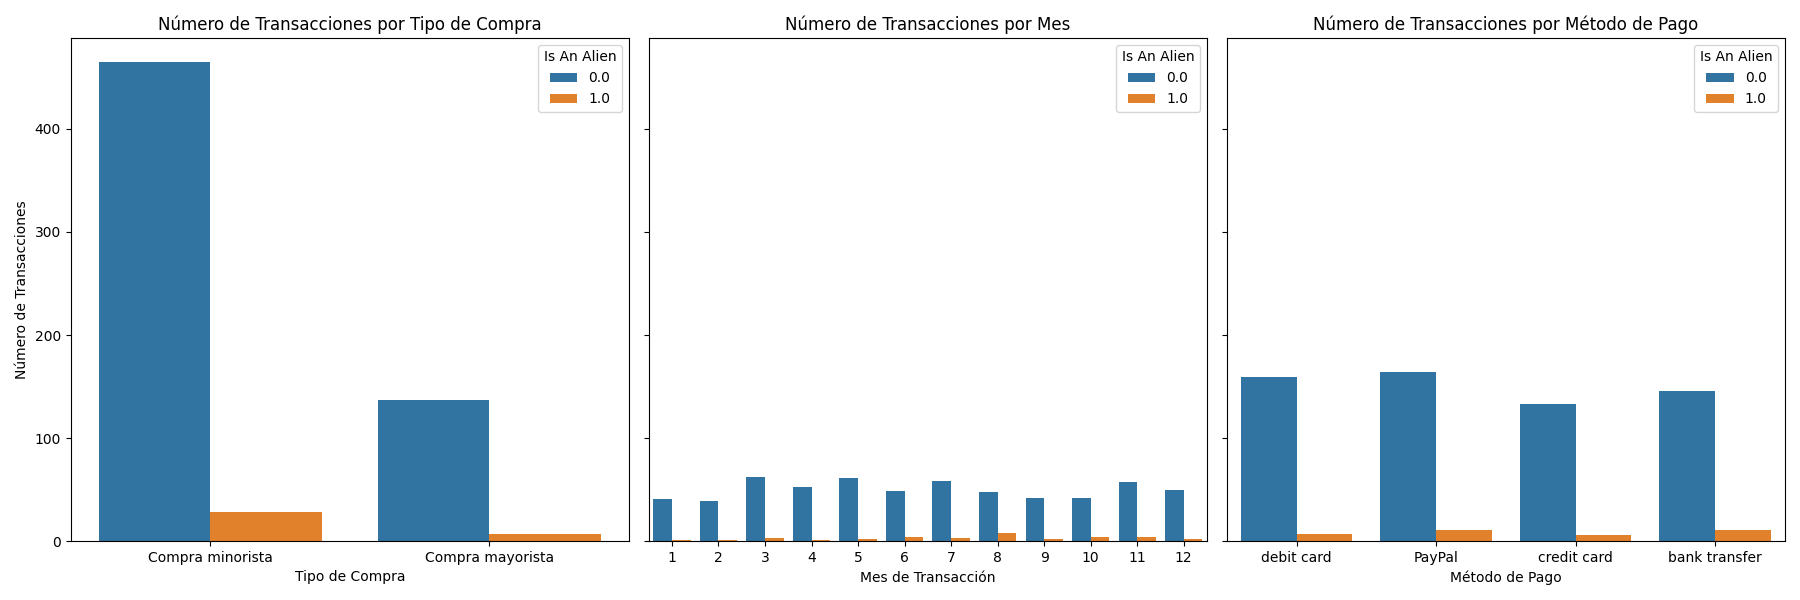 Número de Transacciones por Tipo de Compra
Número de Transacciones
400
300
200
100
0
Is An Alien
0.0
1.0
Compra minorista
Compra mayorista
Tipo de Compra
Número de Transacciones por Mes
Is An Alien
0.0
1.0
1 2 3 4 5 6 7 8 9 10 11 12
Mes de Transacción
Número de Transacciones por Método de Pago
Is An Alien
0.0
1.0
debit card PayPal credit card bank transfer
Método de Pago